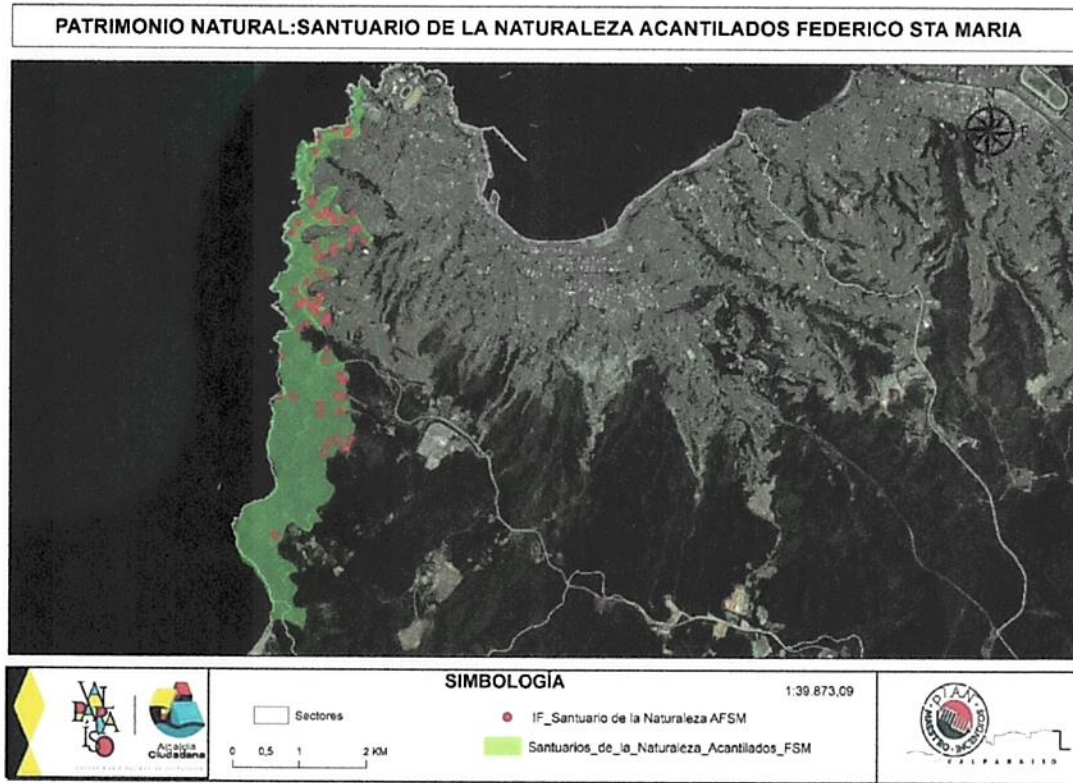 PATRIMONIO NATURAL:SANTUARIO DE LA NATURALEZA ACANTILADOS FEDERICO STA MARIA
N
E
SIMBOLOGÍA
1:39.873,09
VALPARAÍSO
Alcaldía
Ciudadana
Sectores
0 0,5 1 2 KM
IF_Santuario de la Naturaleza AFSM
Santuarios_de_la_Naturaleza_Acantilados_FSM
PLAN
MAESTRO
VALPARAISO